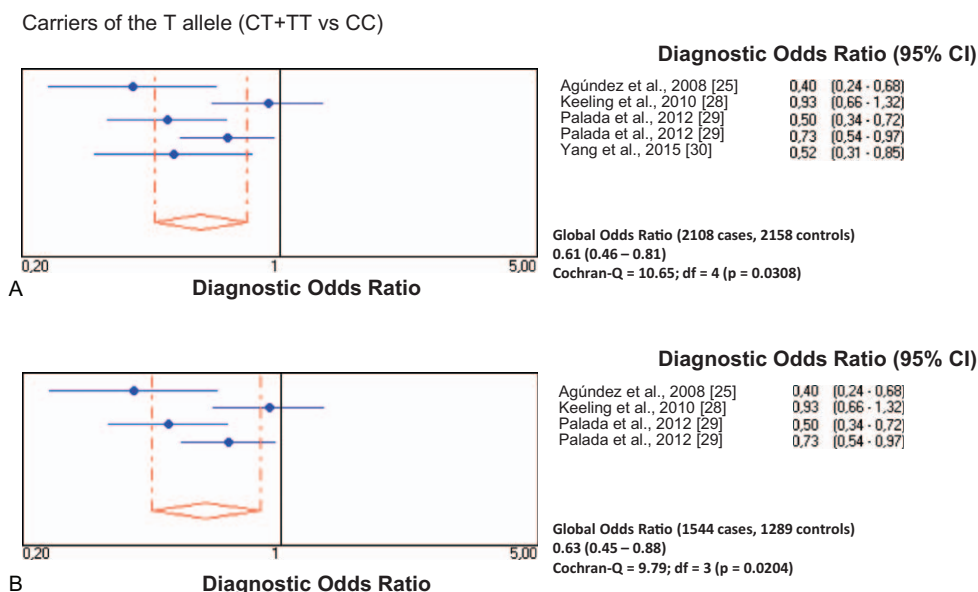 Carriers of the T allele (CT+TT vs CC)
Diagnostic Odds Ratio (95% CI)
Agúndez et al., 2008 [25] 0,40 (0,24 - 0,68)
Keeling et al., 2010 [28] 0,93 (0,66 - 1,32)
Palada et al., 2012 [29] 0,50 (0,34 - 0,72)
Palada et al., 2012 [29] 0,73 (0,54 - 0,97)
Yang et al., 2015 [30] 0,52 (0,31 - 0,85)
Global Odds Ratio (2108 cases, 2158 controls)
0.61 (0.46 – 0.81)
Cochran-Q = 10.65; df = 4 (p = 0.0308)
0,20 1 5,00
A Diagnostic Odds Ratio
Diagnostic Odds Ratio (95% CI)
Agúndez et al., 2008 [25] 0,40 (0,24 - 0,68)
Keeling et al., 2010 [28] 0,93 (0,66 - 1,32)
Palada et al., 2012 [29] 0,50 (0,34 - 0,72)
Palada et al., 2012 [29] 0,73 (0,54 - 0,97)
Global Odds Ratio (1544 cases, 1289 controls)
0.63 (0.45 – 0.88)
Cochran-Q = 9.79; df = 3 (p = 0.0204)
0,20 1 5,00
B Diagnostic Odds Ratio